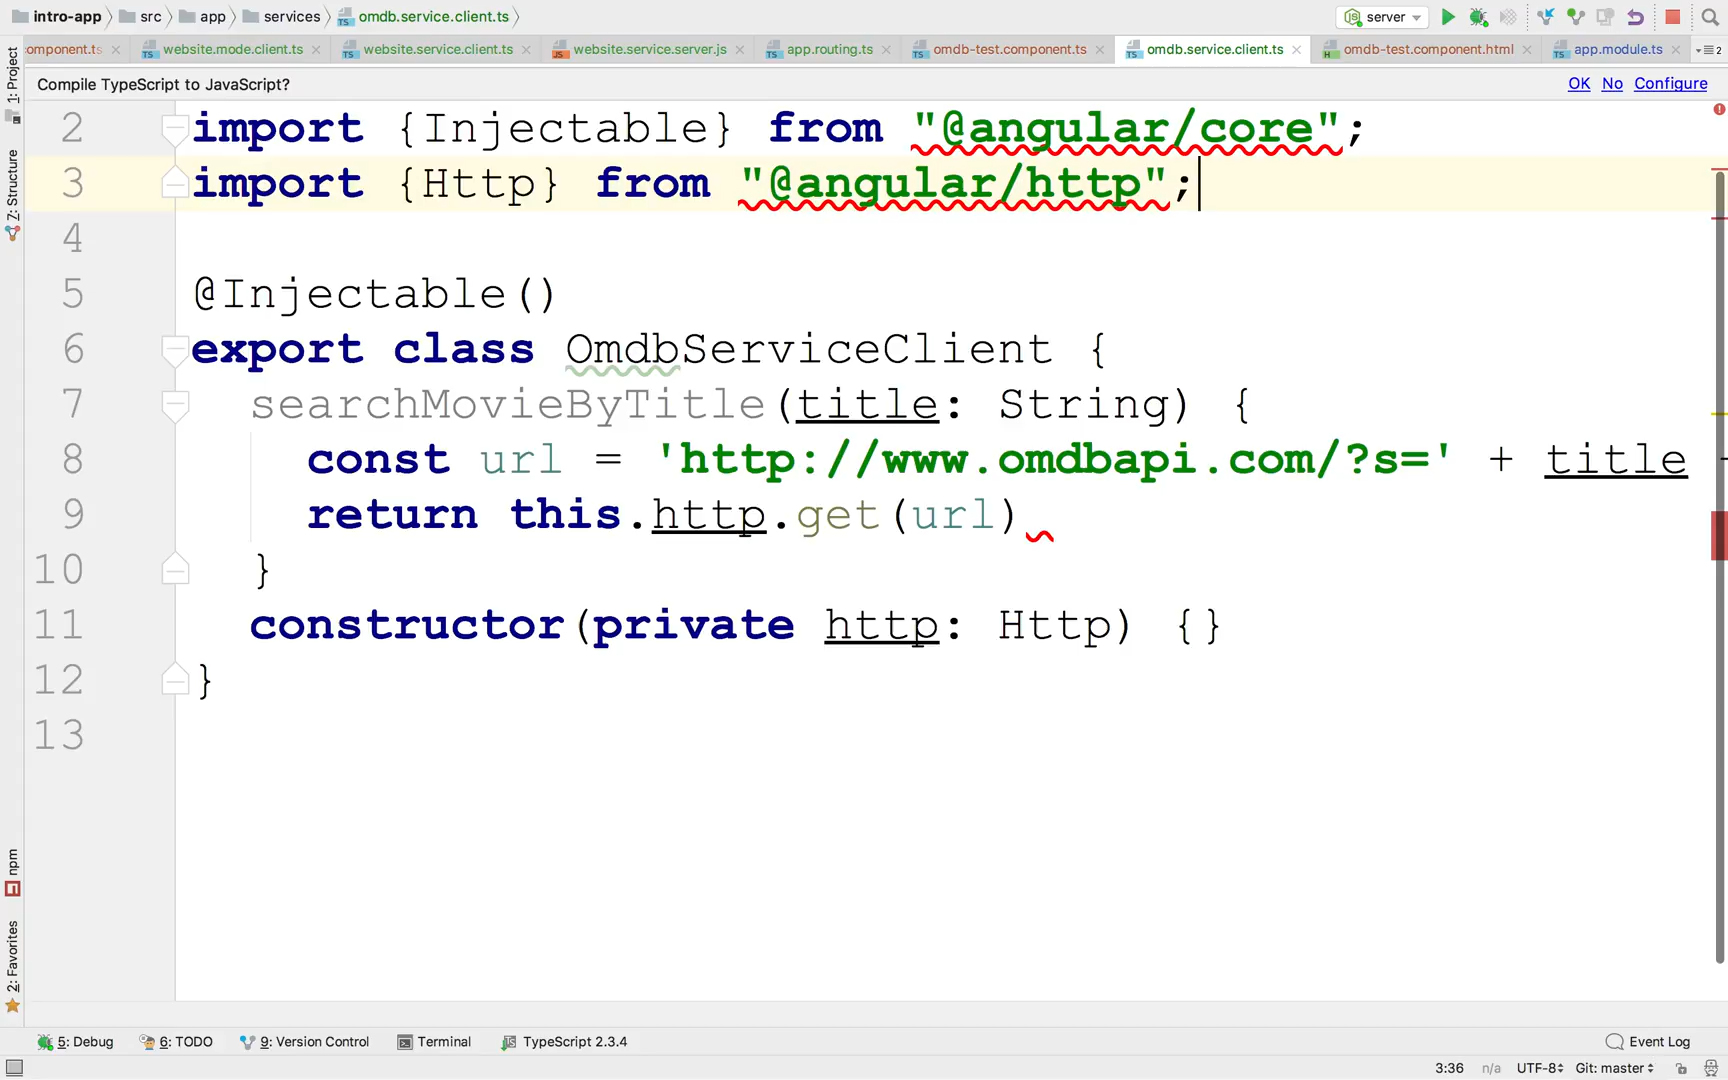 intro-app src app services omdb.service.client.ts server
omponent.ts website.mode.client.ts website.service.client.ts website.service.server.js app.routing.ts omdb-test.component.ts omdb.service.client.ts omdb-test.component.html app.module.ts 2
Compile TypeScript to JavaScript? OK No Configure
1: Project
7: Structure
npm
2: Favorites
2 import {Injectable} from "@angular/core";
3 import {Http} from "@angular/http";
4
5 @Injectable()
6 export class OmdbServiceClient {
7 searchMovieByTitle(title: String) {
8 const url = 'http://www.omdbapi.com/?s=' + title
9 return this.http.get(url)
10 }
11 constructor(private http: Http) {}
12 }
13
5: Debug 6: TODO 9: Version Control Terminal TypeScript 2.3.4 Event Log
3:36 n/a UTF-8 Git: master